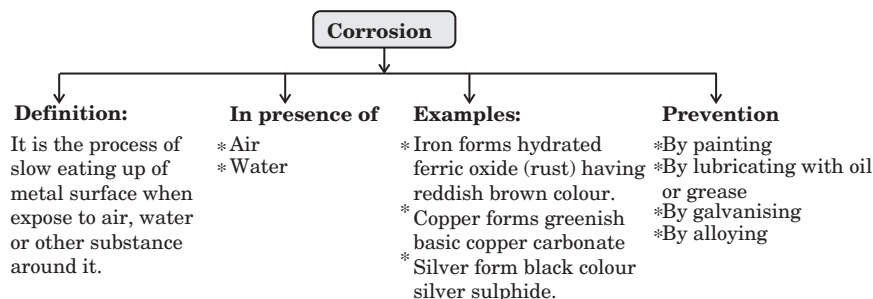 Corrosion
Definition:
It is the process of
slow eating up of
metal surface when
expose to air, water
or other substance
around it.
In presence of
* Air
* Water
Examples:
* Iron forms hydrated
ferric oxide (rust) having
reddish brown colour.
* Copper forms greenish
basic copper carbonate
* Silver form black colour
silver sulphide.
Prevention
*By painting
*By lubricating with oil
or grease
*By galvanising
*By alloying